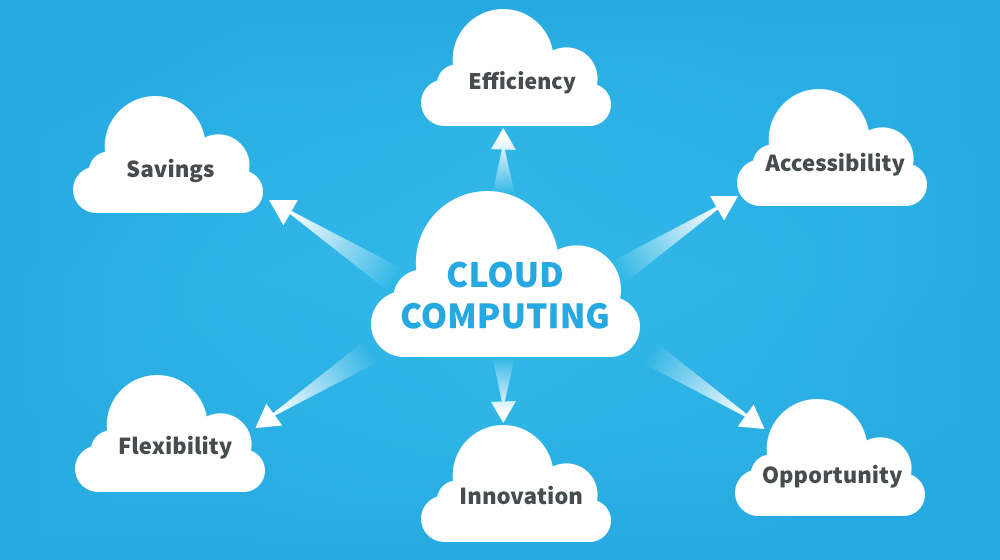 Efficiency
Savings
Accessibility
CLOUD
COMPUTING
Flexibility
Innovation
Opportunity